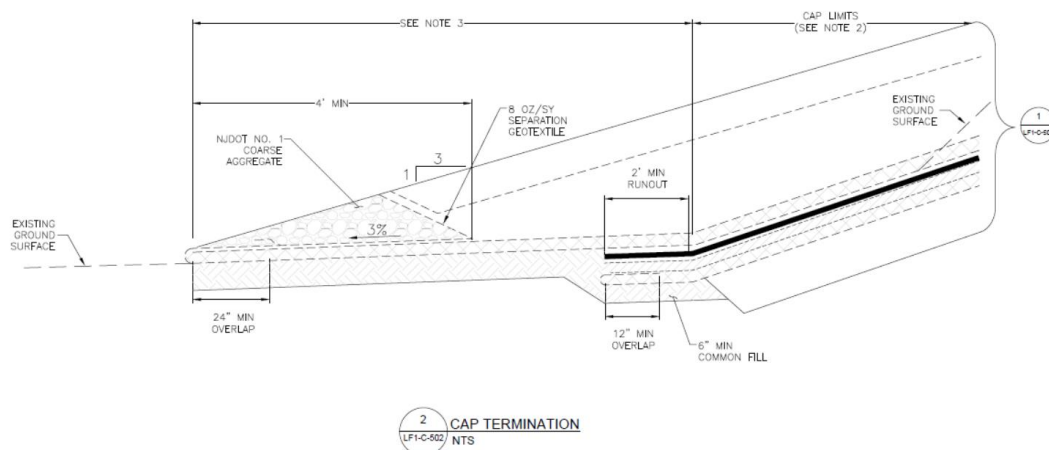 SEE NOTE 3
CAP LIMITS
(SEE NOTE 2)
4' MIN
8 OZ/SY
SEPARATION
GEOTEXTILE
EXISTING
GROUND
SURFACE
1
NJDOT NO. 1
COARSE
AGGREGATE
3
1
2' MIN
RUNOUT
3%
EXISTING
GROUND
SURFACE
24" MIN
OVERLAP
12" MIN
OVERLAP
6" MIN
COMMON FILL
2
LF1-C-502
CAP TERMINATION
NTS